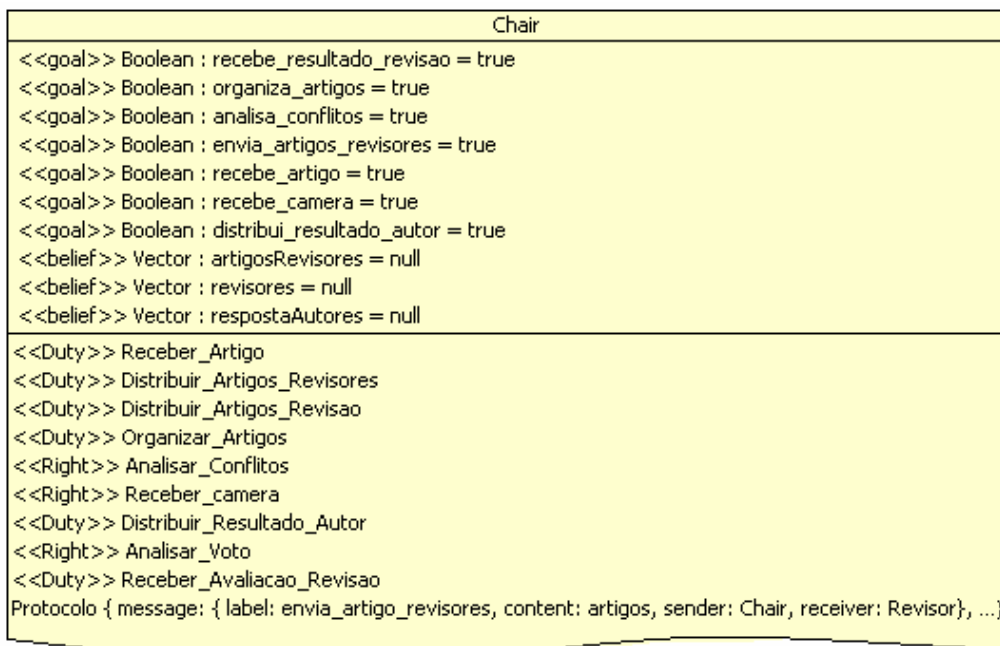 Chair
<<goal>> Boolean : recebe_resultado_revisao = true
<<goal>> Boolean : organiza_artigos = true
<<goal>> Boolean : analisa_conflitos = true
<<goal>> Boolean : envia_artigos_revisores = true
<<goal>> Boolean : recebe_artigo = true
<<goal>> Boolean : recebe_camera = true
<<goal>> Boolean : distribui_resultado_autor = true
<<belief>> Vector : artigosRevisores = null
<<belief>> Vector : revisores = null
<<belief>> Vector : respostaAutores = null
<<Duty>> Receber_Artigo
<<Duty>> Distribuir_Artigos_Revisores
<<Duty>> Distribuir_Artigos_Revisao
<<Duty>> Organizar_Artigos
<<Right>> Analisar_Conflitos
<<Right>> Receber_camera
<<Duty>> Distribuir_Resultado_Autor
<<Right>> Analisar_Voto
<<Duty>> Receber_Avaliacao_Revisao
Protocolo { message: { label: envia_artigo_revisores, content: artigos, sender: Chair, receiver: Revisor}, ...}